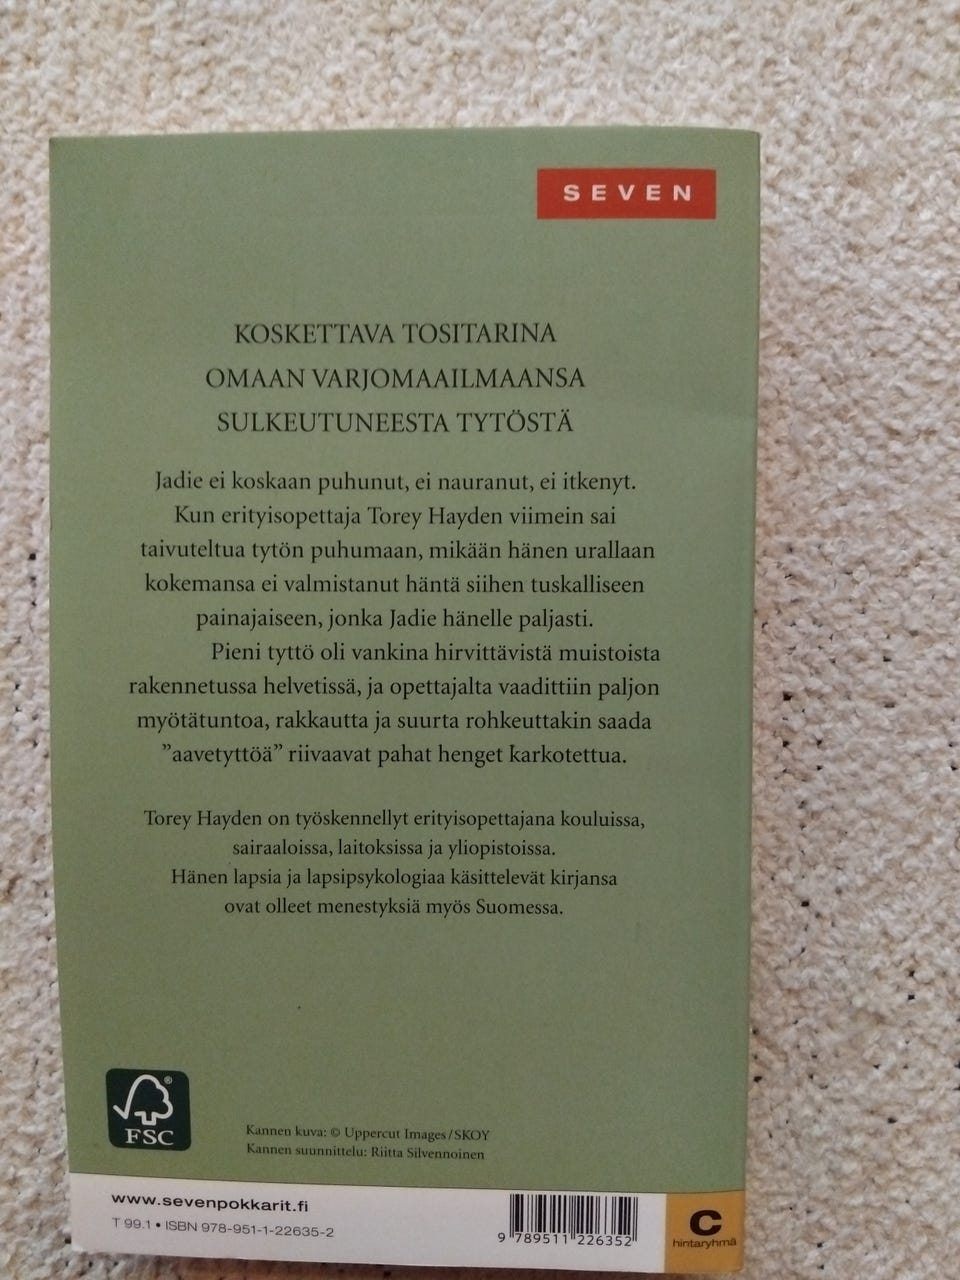 SEVEN
KOSKETTAVA TOSITARINA
OMAAN VARJOMAAILMAANSA
SULKEUTUNEESTA TYTÖSTÄ
Jadie ei koskaan puhunut, ei nauranut, ei itkenyt.
Kun erityisopettaja Torey Hayden viimein sai
taivuteltua tytön puhumaan, mikään hänen urallaan
kokemansa ei valmistanut häntä siihen tuskalliseen
painajaiseen, jonka Jadie hänelle paljasti.
Pieni tyttö oli vankina hirvittävistä muistoista
rakennetussa helvetissä, ja opettajalta vaadittiin paljon
myötätuntoa, rakkautta ja suurta rohkeuttakin saada
”aavetyttöä” riivaavat pahat henget karkotettua.
Torey Hayden on työskennellyt erityisopettajana kouluissa,
sairaaloissa, laitoksissa ja yliopistoissa.
Hänen lapsia ja lapsipsykologiaa käsittelevät kirjansa
ovat olleet menestyksiä myös Suomessa.
®
FSC
Kannen kuva: © Uppercut Images/SKOY
Kannen suunnittelu: Riitta Silvennoinen
www.sevenpokkarit.fi
T 99.1 • ISBN 978-951-1-22635-2
9 789511 226352
C
hintaryhmä